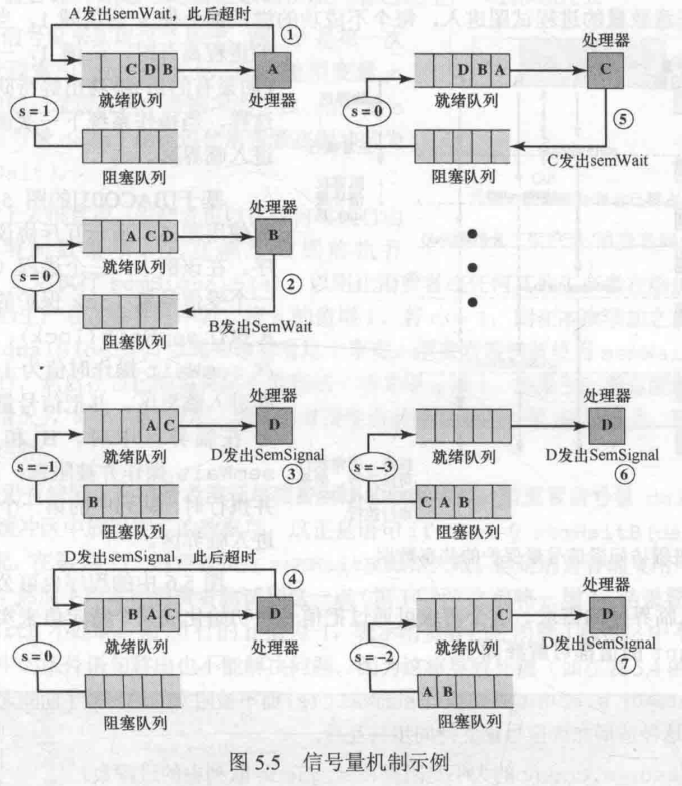 A发出semWait，此后超时
①
C D B
A
就绪队列
处理器
s = 1
阻塞队列
处理器
A C D
B
就绪队列
②
s = 0
B发出SemWait
阻塞队列
处理器
A C
D
就绪队列
③
D发出SemSignal
s = −1
B
阻塞队列
D发出semSignal，此后超时
④
B A C
D
就绪队列
处理器
s = 0
阻塞队列
处理器
D B A
C
就绪队列
s = 0
⑤
C发出semWait
阻塞队列
处理器
D
就绪队列
D发出SemSignal
⑥
s = −3
C A B
阻塞队列
处理器
C
D
就绪队列
D发出SemSignal
⑦
s = −2
A B
阻塞队列
图 5.5 信号量机制示例